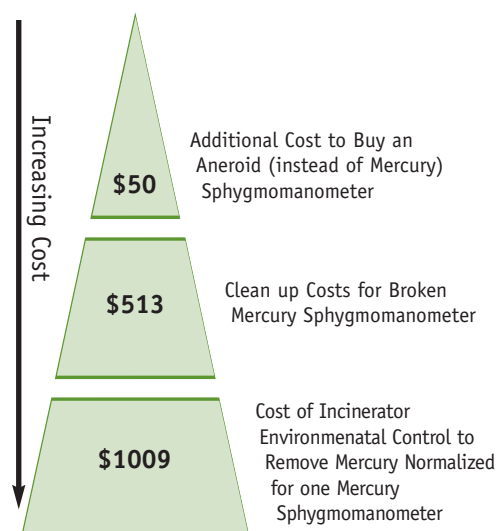 Increasing Cost
$50
Additional Cost to Buy an
Aneroid (instead of Mercury)
Sphygmomanometer
$513
Clean up Costs for Broken
Mercury Sphygmomanometer
$1009
Cost of Incinerator
Environmenatal Control to
Remove Mercury Normalized
for one Mercury
Sphygmomanometer